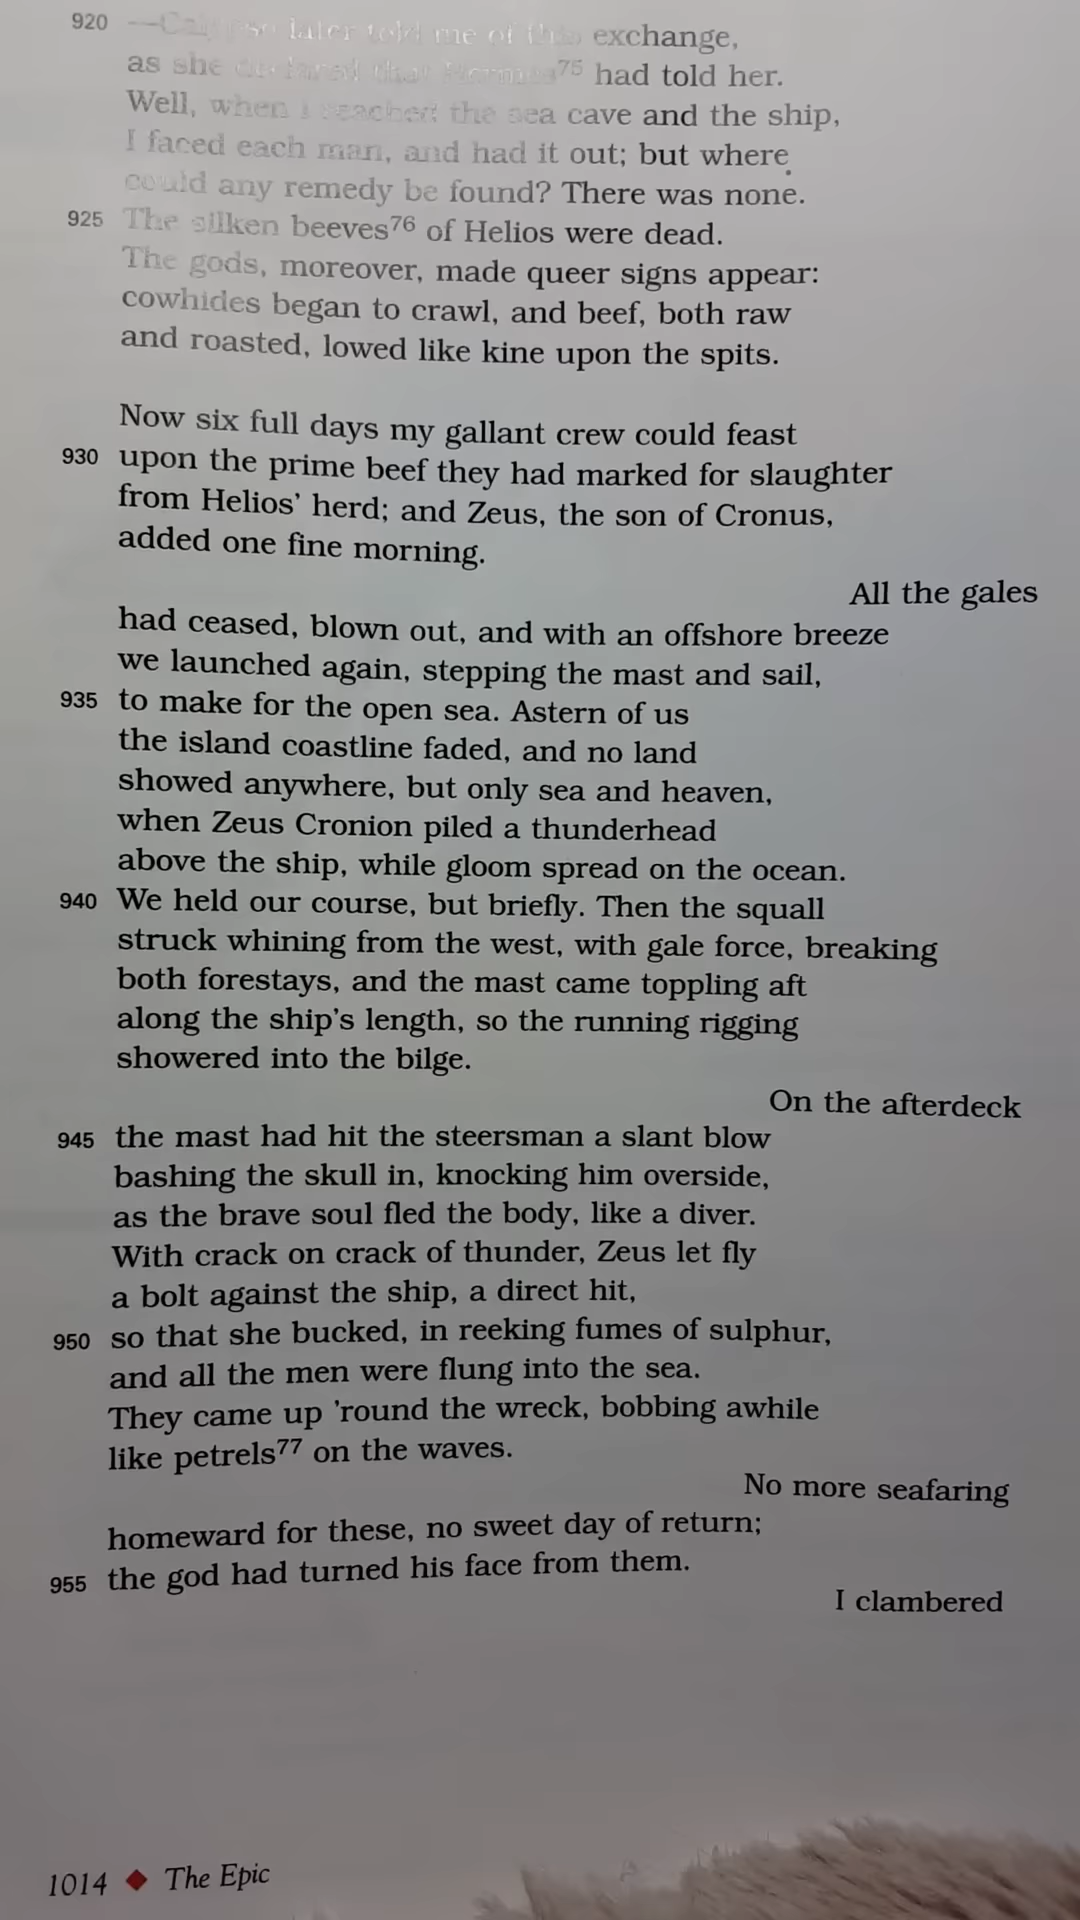 920 —Calypso later told me of this exchange,
as she declared that Hermes75 had told her.
Well, when I reached the sea cave and the ship,
I faced each man, and had it out; but where
could any remedy be found? There was none.
925 The silken beeves76 of Helios were dead.
The gods, moreover, made queer signs appear:
cowhides began to crawl, and beef, both raw
and roasted, lowed like kine upon the spits.
Now six full days my gallant crew could feast
930 upon the prime beef they had marked for slaughter
from Helios’ herd; and Zeus, the son of Cronus,
added one fine morning.
All the gales
had ceased, blown out, and with an offshore breeze
we launched again, stepping the mast and sail,
935 to make for the open sea. Astern of us
the island coastline faded, and no land
showed anywhere, but only sea and heaven,
when Zeus Cronion piled a thunderhead
above the ship, while gloom spread on the ocean.
940 We held our course, but briefly. Then the squall
struck whining from the west, with gale force, breaking
both forestays, and the mast came toppling aft
along the ship’s length, so the running rigging
showered into the bilge.
On the afterdeck
945 the mast had hit the steersman a slant blow
bashing the skull in, knocking him overside,
as the brave soul fled the body, like a diver.
With crack on crack of thunder, Zeus let fly
a bolt against the ship, a direct hit,
950 so that she bucked, in reeking fumes of sulphur,
and all the men were flung into the sea.
They came up ’round the wreck, bobbing awhile
like petrels77 on the waves.
No more seafaring
homeward for these, no sweet day of return;
955 the god had turned his face from them.
I clambered
1014 ◆ The Epic